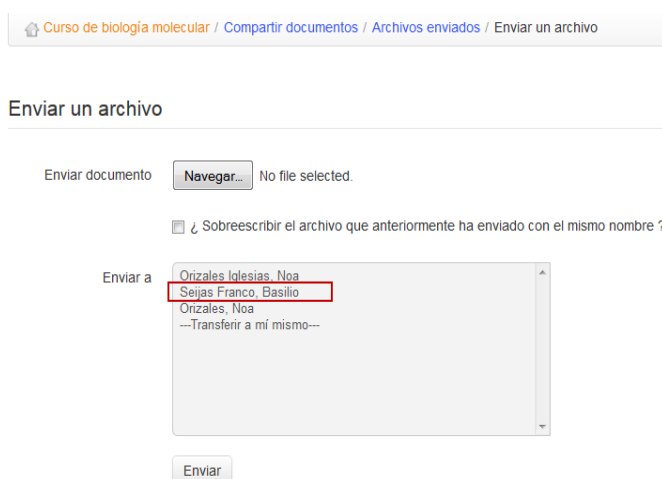 Curso de biología molecular / Compartir documentos / Archivos enviados / Enviar un archivo
Enviar un archivo
Enviar documento Navegar... No file selected.
¿ Sobreescribir el archivo que anteriormente ha enviado con el mismo nombre ?
Enviar a
Orizales Iglesias, Noa
Seijas Franco, Basilio
Orizales, Noa
---Transferir a mí mismo---
Enviar